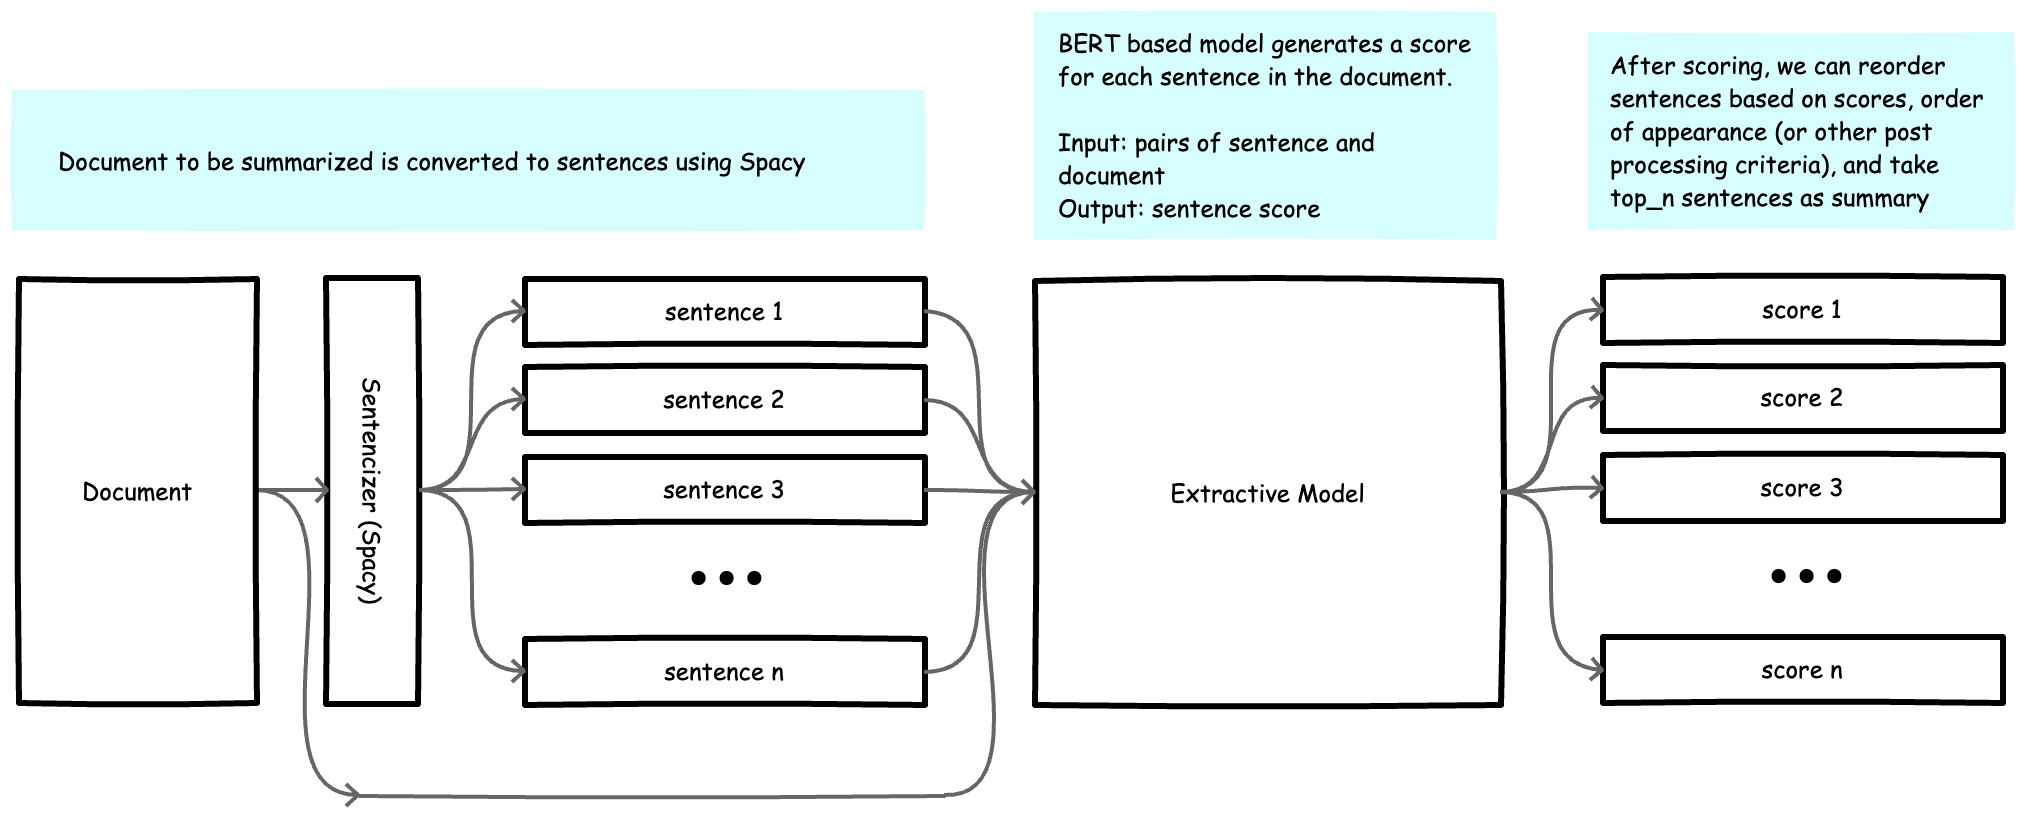 Document to be summarized is converted to sentences using Spacy
BERT based model generates a score
for each sentence in the document.
Input: pairs of sentence and
document
Output: sentence score
After scoring, we can reorder
sentences based on scores, order
of appearance (or other post
processing criteria), and take
top_n sentences as summary
Document
Sentencizer (Spacy)
sentence 1
sentence 2
sentence 3
...
sentence n
Extractive Model
score 1
score 2
score 3
...
score n